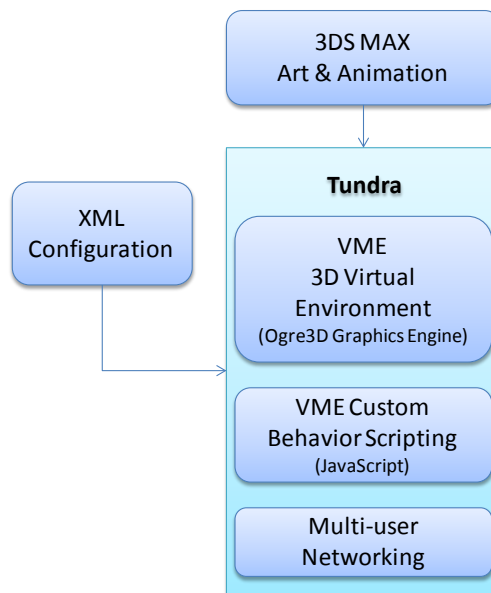 3DS MAX
Art & Animation
Tundra
XML
Configuration
VME
3D Virtual
Environment
(Ogre3D Graphics Engine)
VME Custom
Behavior Scripting
(JavaScript)
Multi-user
Networking